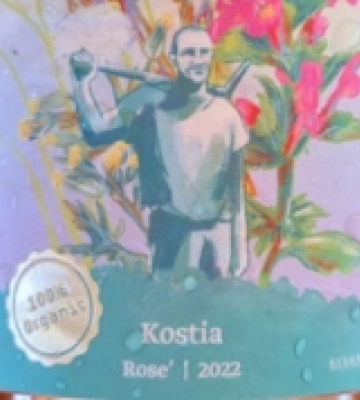 100%
Organic
Kostia
Rose' | 2022